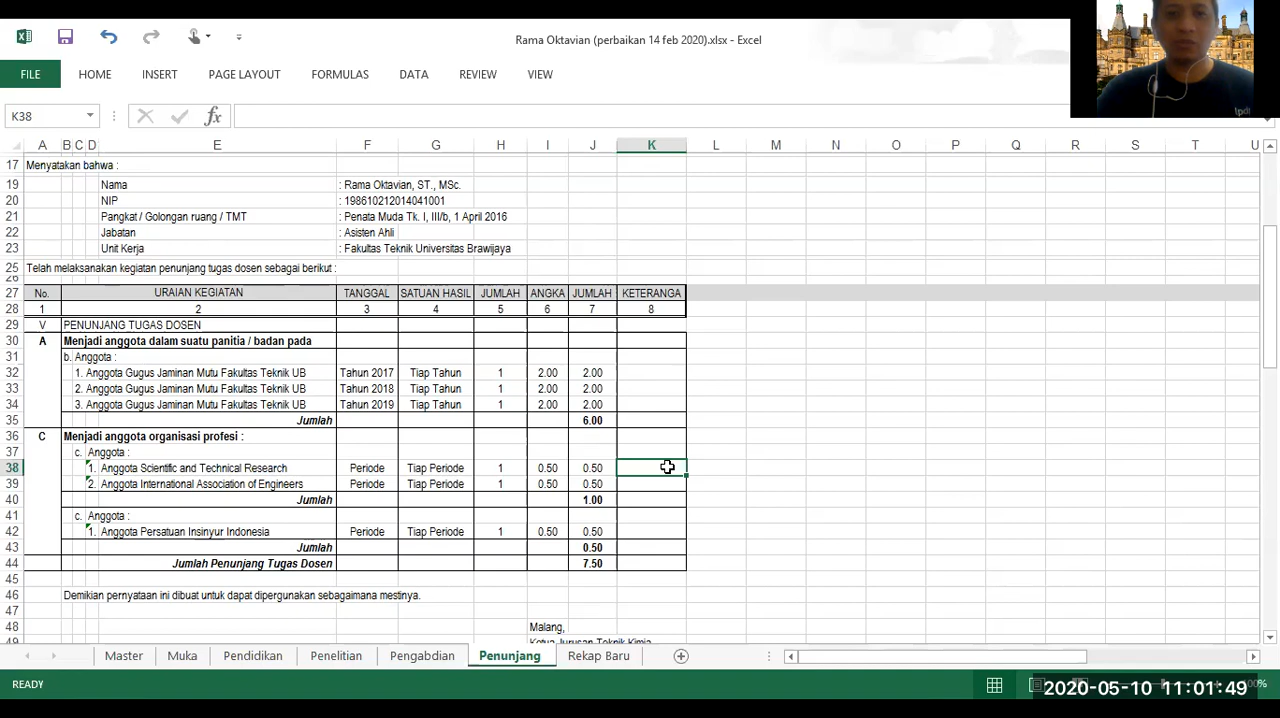 Rama Oktavian (perbaikan 14 feb 2020).xlsx - Excel
FILE HOME INSERT PAGE LAYOUT FORMULAS DATA REVIEW VIEW
K38 fx
A B C D E F G H I J K L M N O P Q R S T U
17 Menyatakan bahwa :
19 Nama : Rama Oktavian, ST., MSc.
20 NIP : 198610212014041001
21 Pangkat / Golongan ruang / TMT : Penata Muda Tk. I, III/b, 1 April 2016
22 Jabatan : Asisten Ahli
23 Unit Kerja : Fakultas Teknik Universitas Brawijaya
25 Telah melaksanakan kegiatan penunjang tugas dosen sebagai berikut :
26
27 No. URAIAN KEGIATAN TANGGAL SATUAN HASIL JUMLAH ANGKA JUMLAH KETERANGA
28 1 2 3 4 5 6 7 8
29 V PENUNJANG TUGAS DOSEN
30 A Menjadi anggota dalam suatu panitia / badan pada
31 b. Anggota :
32 1. Anggota Gugus Jaminan Mutu Fakultas Teknik UB Tahun 2017 Tiap Tahun 1 2.00 2.00
33 2. Anggota Gugus Jaminan Mutu Fakultas Teknik UB Tahun 2018 Tiap Tahun 1 2.00 2.00
34 3. Anggota Gugus Jaminan Mutu Fakultas Teknik UB Tahun 2019 Tiap Tahun 1 2.00 2.00
35 Jumlah 6.00
36 C Menjadi anggota organisasi profesi :
37 c. Anggota :
38 1. Anggota Scientific and Technical Research Periode Tiap Periode 1 0.50 0.50
39 2. Anggota International Association of Engineers Periode Tiap Periode 1 0.50 0.50
40 Jumlah 1.00
41 c. Anggota :
42 1. Anggota Persatuan Insinyur Indonesia Periode Tiap Periode 1 0.50 0.50
43 Jumlah 0.50
44 Jumlah Penunjang Tugas Dosen 7.50
45
46 Demikian pernyataan ini dibuat untuk dapat dipergunakan sebagaimana mestinya.
47
48 Malang,
49 Ketua Jurusan Teknik Kimia
Master Muka Pendidikan Penelitian Pengabdian Penunjang Rekap Baru
READY
2020-05-10 11:01:49